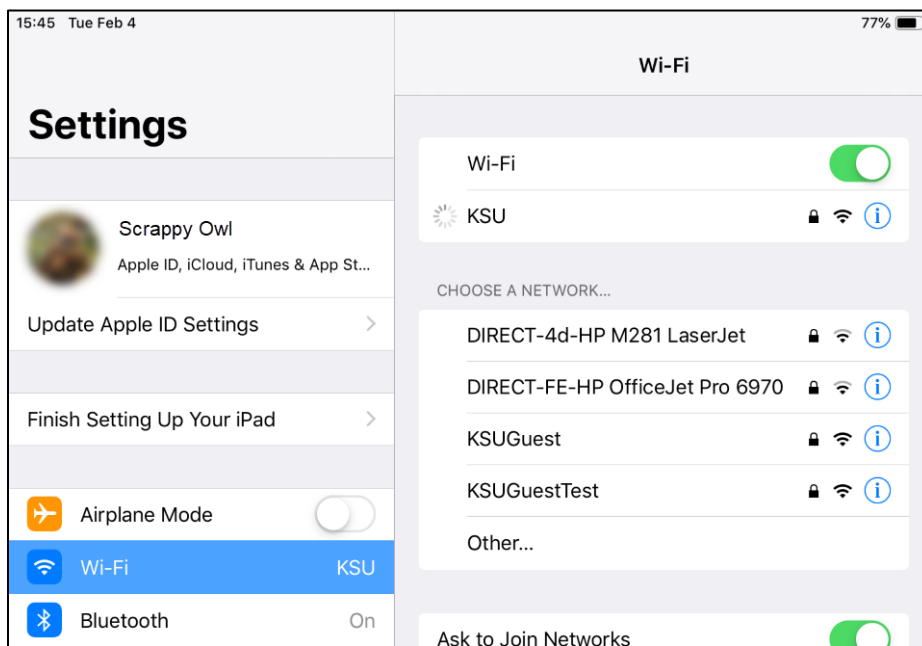 15:45 Tue Feb 4
77%
Settings
Scrappy Owl
Apple ID, iCloud, iTunes & App St...
Update Apple ID Settings
Finish Setting Up Your iPad
Airplane Mode
Wi-Fi KSU
Bluetooth On
Wi-Fi
Wi-Fi
KSU
CHOOSE A NETWORK...
DIRECT-4d-HP M281 LaserJet
DIRECT-FE-HP OfficeJet Pro 6970
KSUGuest
KSUGuestTest
Other...
Ask to Join Networks